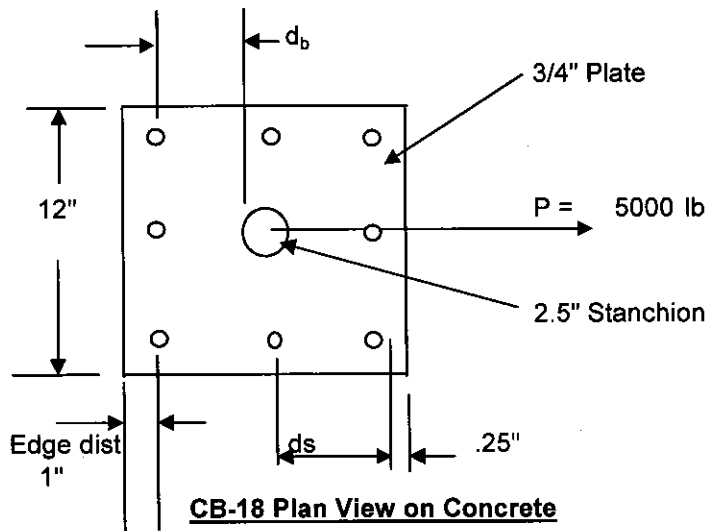 d_b
3/4" Plate
12"
P = 5000 lb
2.5" Stanchion
Edge dist
1"
ds
.25"
CB-18 Plan View on Concrete